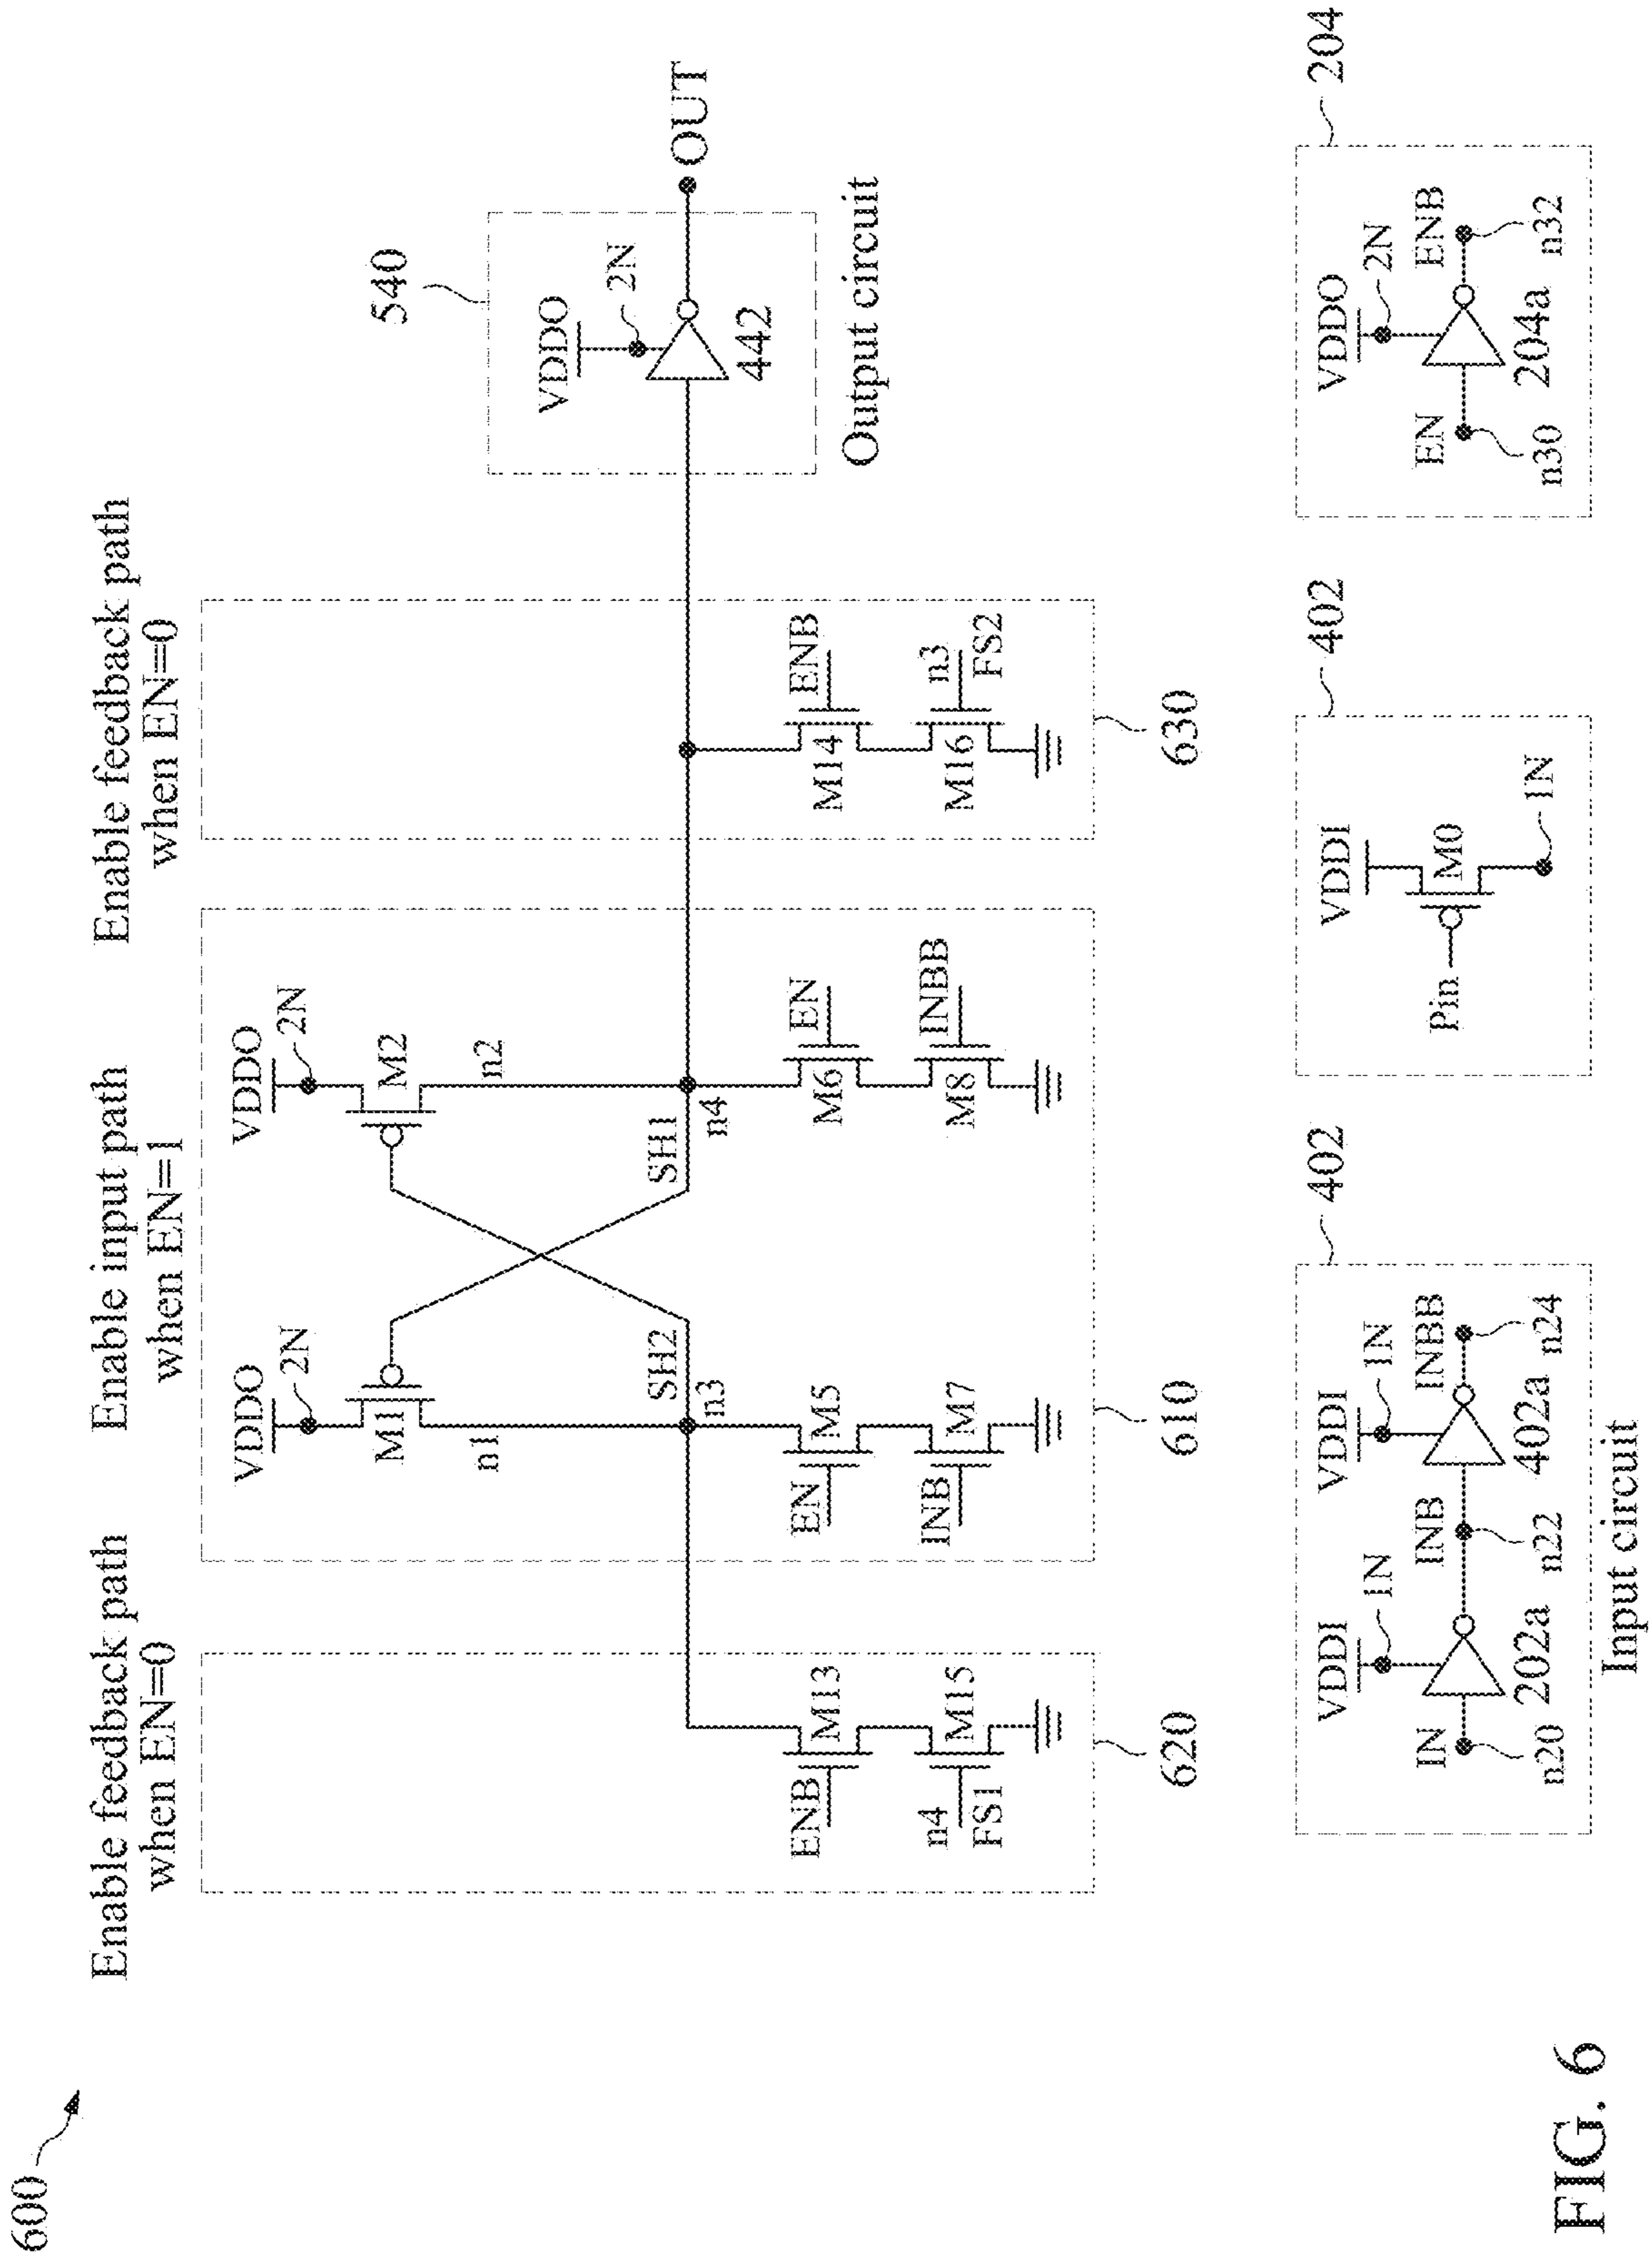 600
Enable feedback path
when EN=0
Enable input path
when EN=1
Enable feedback path
when EN=0
VDDO
2N
M1
n1
VDDO
2N
M2
n2
SH2
n3
SH1
n4
ENB
M13
n4
FS1
M15
620
EN
M5
INB
M7
610
M6
EN
M8
INBB
M14
ENB
M16
n3
FS2
630
540
VDDO
2N
442
OUT
Output circuit
402
VDDI
1N
IN
n20
202a
INB
n22
VDDI
1N
402a
INBB
n24
Input circuit
402
VDDI
Pin
M0
1N
204
VDDO
2N
EN
n30
204a
ENB
n32
FIG. 6